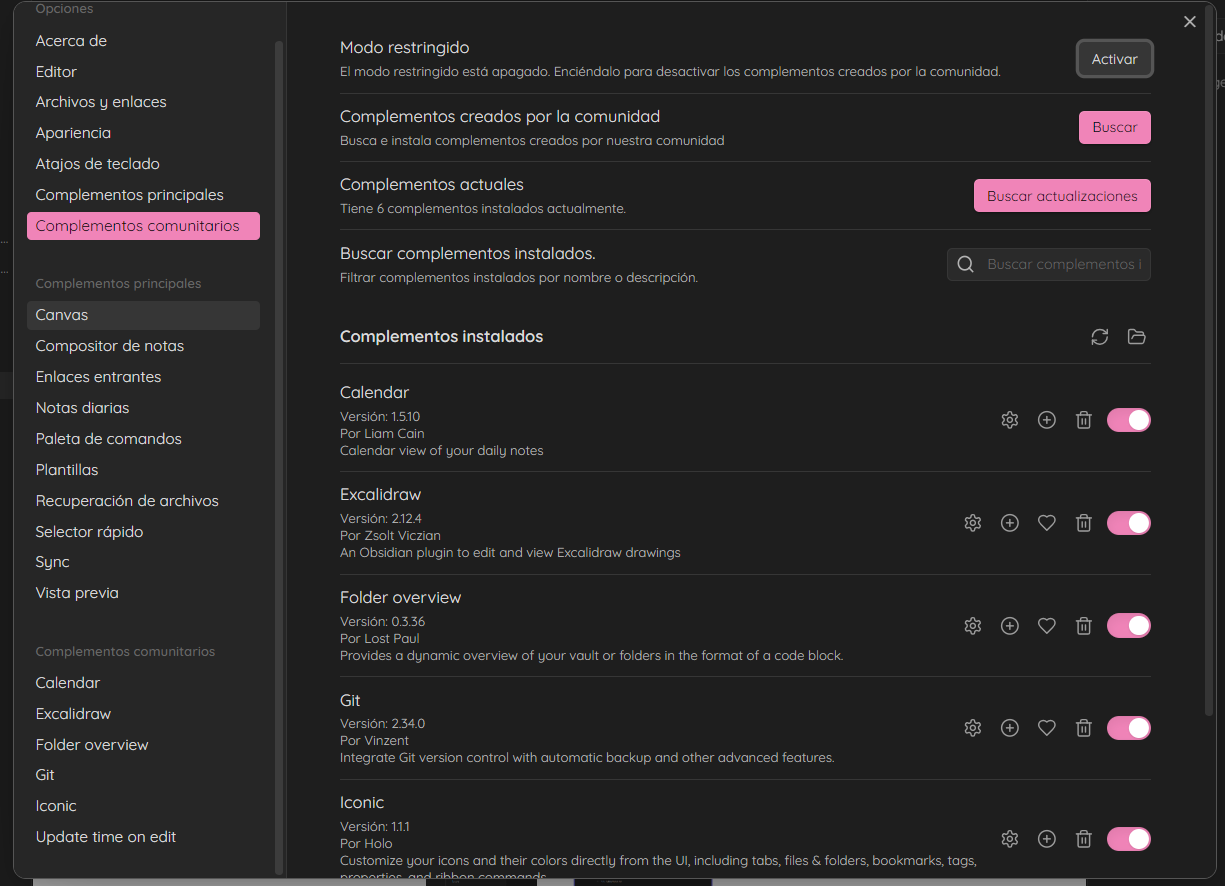 Opciones
Acerca de
Editor
Archivos y enlaces
Apariencia
Atajos de teclado
Complementos principales
Complementos comunitarios
Complementos principales
Canvas
Compositor de notas
Enlaces entrantes
Notas diarias
Paleta de comandos
Plantillas
Recuperación de archivos
Selector rápido
Sync
Vista previa
Complementos comunitarios
Calendar
Excalidraw
Folder overview
Git
Iconic
Update time on edit
Modo restringido
El modo restringido está apagado. Enciéndalo para desactivar los complementos creados por la comunidad.
Activar
Complementos creados por la comunidad
Busca e instala complementos creados por nuestra comunidad
Buscar
Complementos actuales
Tiene 6 complementos instalados actualmente.
Buscar actualizaciones
Buscar complementos instalados.
Filtrar complementos instalados por nombre o descripción.
Buscar complementos i
Complementos instalados
Calendar
Versión: 1.5.10
Por Liam Cain
Calendar view of your daily notes
Excalidraw
Versión: 2.12.4
Por Zsolt Viczian
An Obsidian plugin to edit and view Excalidraw drawings
Folder overview
Versión: 0.3.36
Por Lost Paul
Provides a dynamic overview of your vault or folders in the format of a code block.
Git
Versión: 2.34.0
Por Vinzent
Integrate Git version control with automatic backup and other advanced features.
Iconic
Versión: 1.1.1
Por Holo
Customize your icons and their colors directly from the UI, including tabs, files & folders, bookmarks, tags,
properties, and ribbon commands.